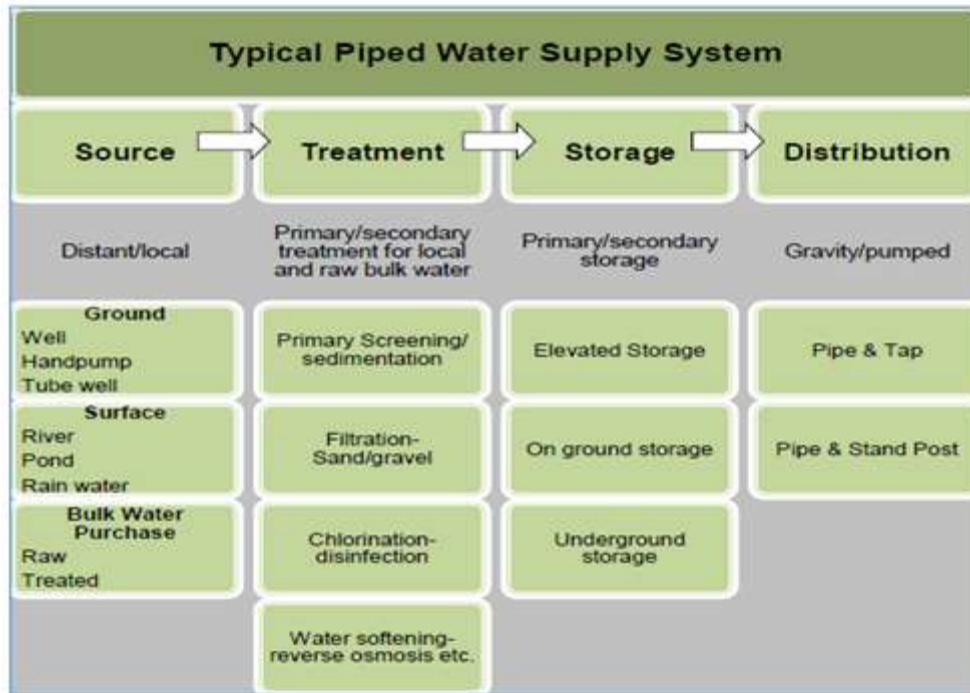 Typical Piped Water Supply System
Source
Treatment
Storage
Distribution
Distant/local
Primary/secondary
treatment for local
and raw bulk water
Primary/secondary
storage
Gravity/pumped
Ground
Well
Handpump
Tube well
Primary Screening/
sedimentation
Elevated Storage
Pipe & Tap
Surface
River
Pond
Rain water
Filtration-
Sand/gravel
On ground storage
Pipe & Stand Post
Bulk Water
Purchase
Raw
Treated
Chlorination-
disinfection
Underground
storage
Water softening-
reverse osmosis etc.